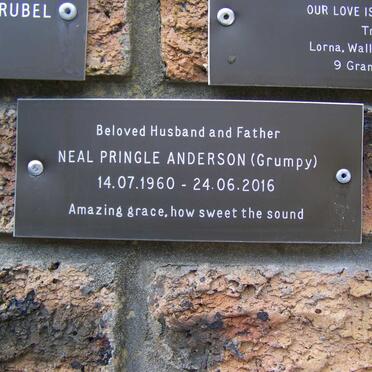 RUBEL
OUR LOVE IS
Lorna, Wall
9 Gran
Beloved Husband and Father
NEAL PRINGLE ANDERSON (Grumpy)
14.07.1960 - 24.06.2016
Amazing grace, how sweet the sound